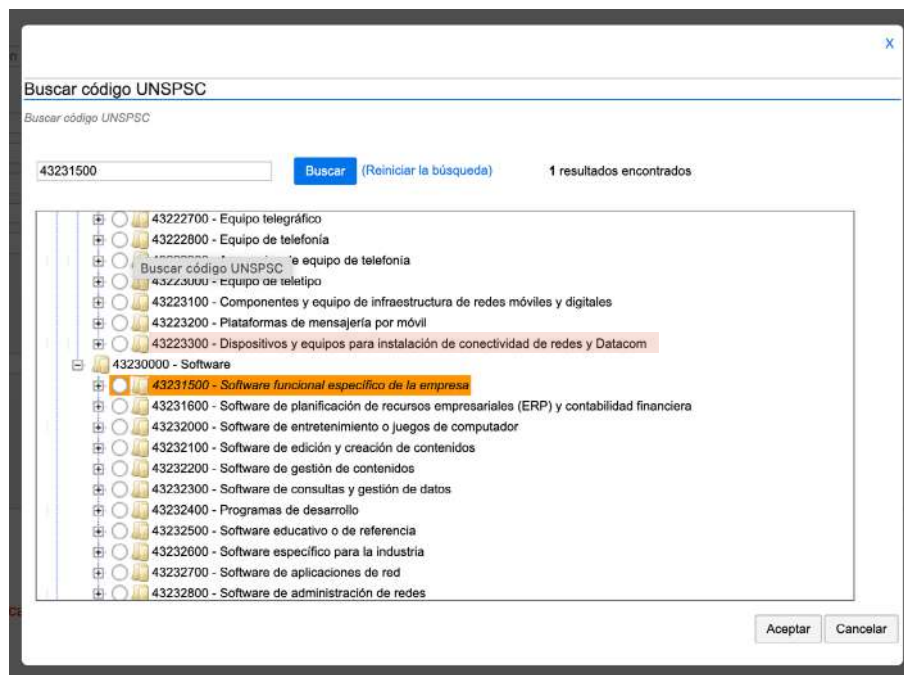 X
Buscar código UNSPSC
Buscar código UNSPSC
43231500 Buscar (Reiniciar la búsqueda) 1 resultados encontrados
43222700 - Equipo telegráfico
43222800 - Equipo de telefonía
de equipo de telefonía
Buscar código UNSPSC
43223000 - Equipo de teletipo
43223100 - Componentes y equipo de infraestructura de redes móviles y digitales
43223200 - Plataformas de mensajería por móvil
43223300 - Dispositivos y equipos para instalación de conectividad de redes y Datacom
43230000 - Software
43231500 - Software funcional específico de la empresa
43231600 - Software de planificación de recursos empresariales (ERP) y contabilidad financiera
43232000 - Software de entretenimiento o juegos de computador
43232100 - Software de edición y creación de contenidos
43232200 - Software de gestión de contenidos
43232300 - Software de consultas y gestión de datos
43232400 - Programas de desarrollo
43232500 - Software educativo o de referencia
43232600 - Software específico para la industria
43232700 - Software de aplicaciones de red
43232800 - Software de administración de redes
Aceptar Cancelar